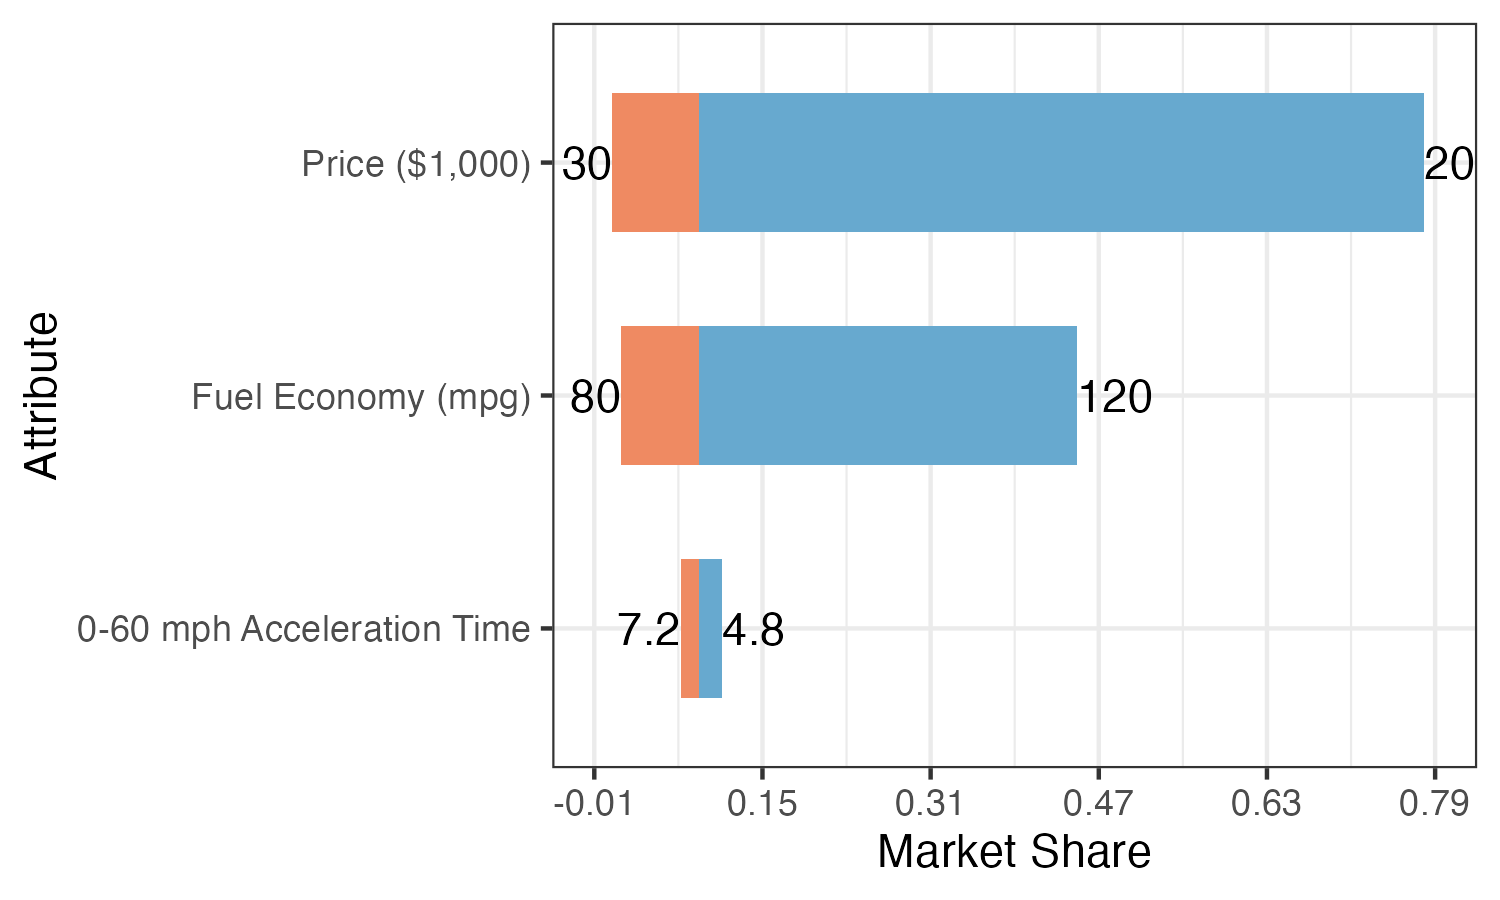 Attribute
Price ($1,000)
30
20
Fuel Economy (mpg)
80
120
0-60 mph Acceleration Time
7.2
4.8
-0.01 0.15 0.31 0.47 0.63 0.79
Market Share